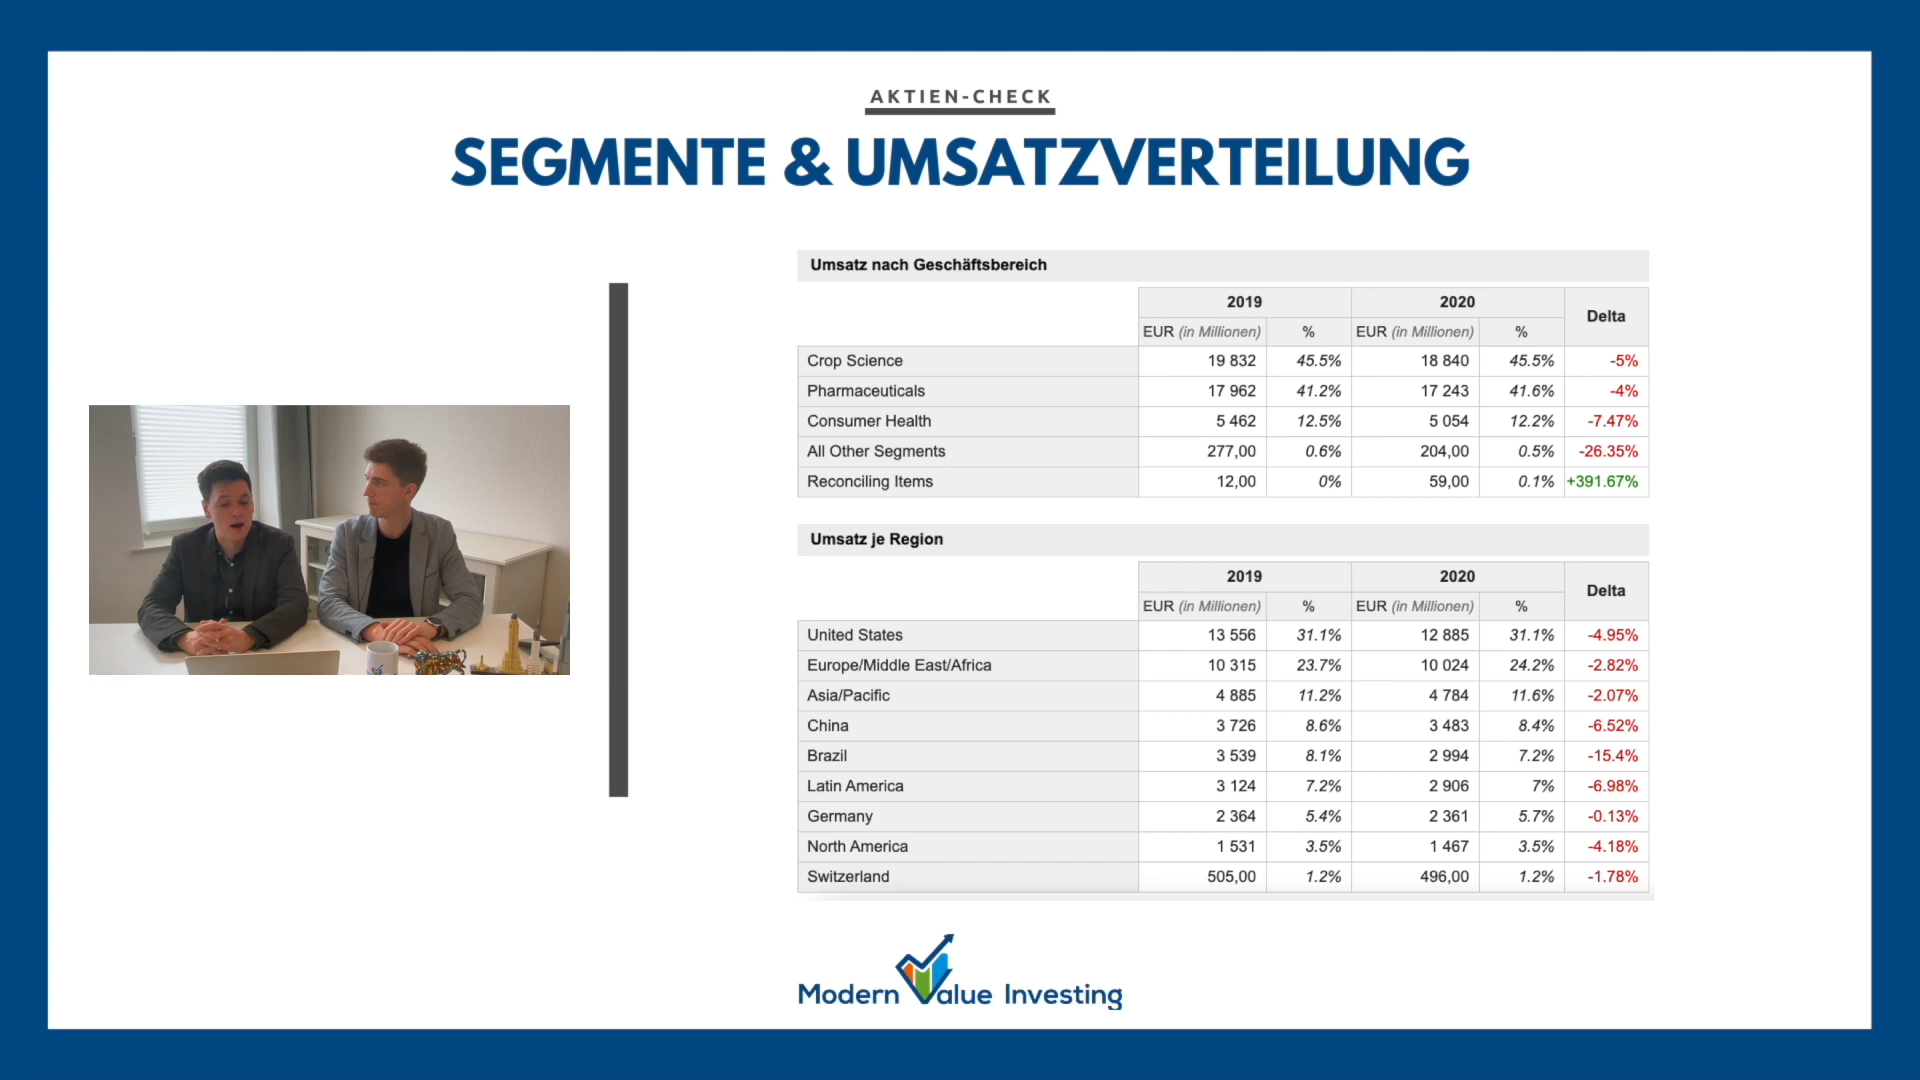 AKTIEN-CHECK
SEGMENTE & UMSATZVERTEILUNG
Umsatz nach Geschäftsbereich
2019 2020 Delta
EUR (in Millionen) % EUR (in Millionen) %
Crop Science 19 832 45.5% 18 840 45.5% -5%
Pharmaceuticals 17 962 41.2% 17 243 41.6% -4%
Consumer Health 5 462 12.5% 5 054 12.2% -7.47%
All Other Segments 277,00 0.6% 204,00 0.5% -26.35%
Reconciling Items 12,00 0% 59,00 0.1% +391.67%
Umsatz je Region
2019 2020 Delta
EUR (in Millionen) % EUR (in Millionen) %
United States 13 556 31.1% 12 885 31.1% -4.95%
Europe/Middle East/Africa 10 315 23.7% 10 024 24.2% -2.82%
Asia/Pacific 4 885 11.2% 4 784 11.6% -2.07%
China 3 726 8.6% 3 483 8.4% -6.52%
Brazil 3 539 8.1% 2 994 7.2% -15.4%
Latin America 3 124 7.2% 2 906 7% -6.98%
Germany 2 364 5.4% 2 361 5.7% -0.13%
North America 1 531 3.5% 1 467 3.5% -4.18%
Switzerland 505,00 1.2% 496,00 1.2% -1.78%
Modern Value Investing